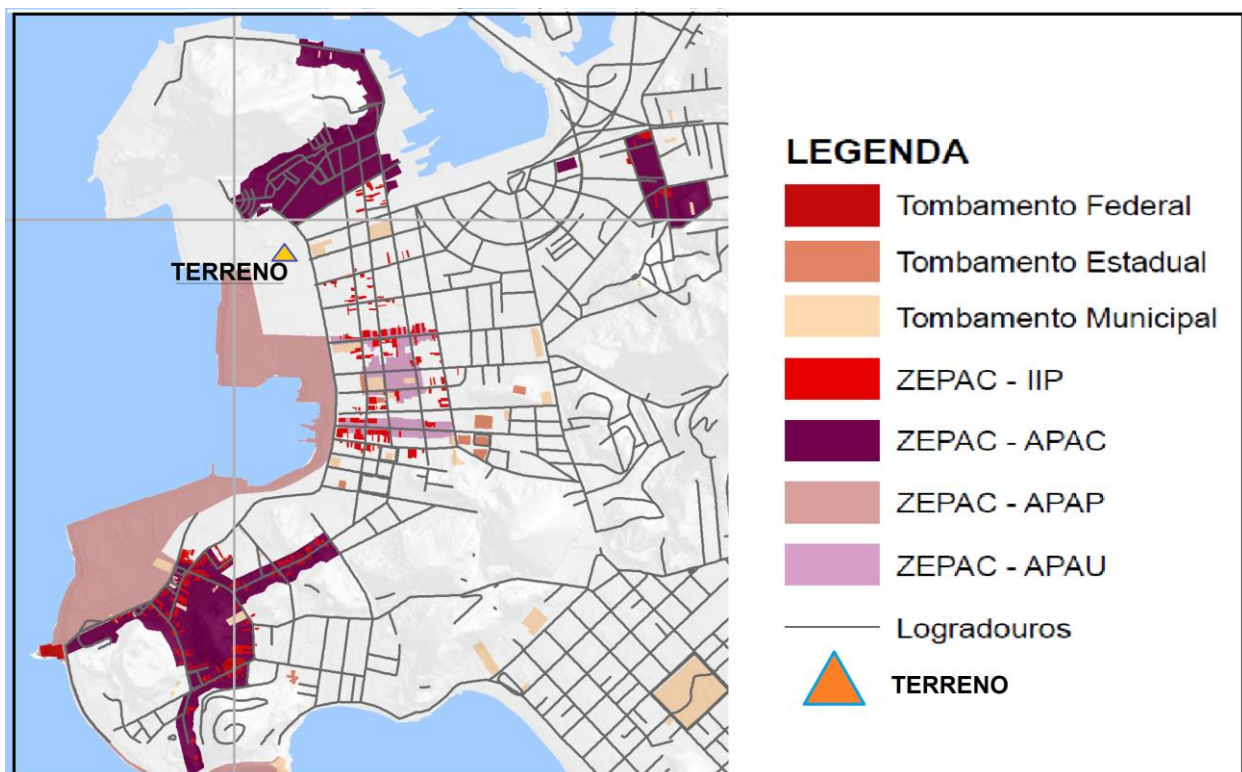 TERRENO
LEGENDA
Tombamento Federal
Tombamento Estadual
Tombamento Municipal
ZEPAC - IIP
ZEPAC - APAC
ZEPAC - APAP
ZEPAC - APAU
Logradouros
TERRENO